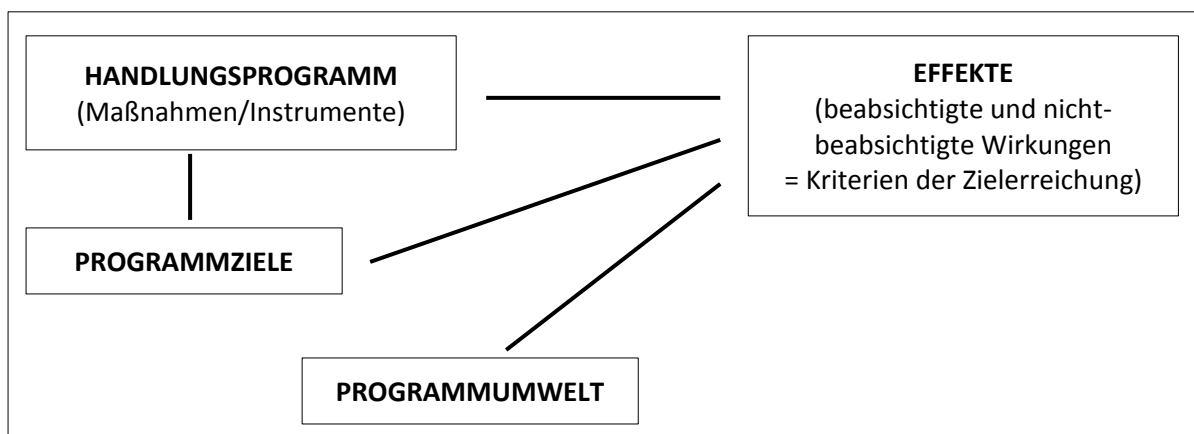 HANDLUNGSPROGRAMM
(Maßnahmen/Instrumente)
EFFEKTE
(beabsichtigte und nicht-
beabsichtigte Wirkungen
= Kriterien der Zielerreichung)
PROGRAMMZIELE
PROGRAMMUMWELT